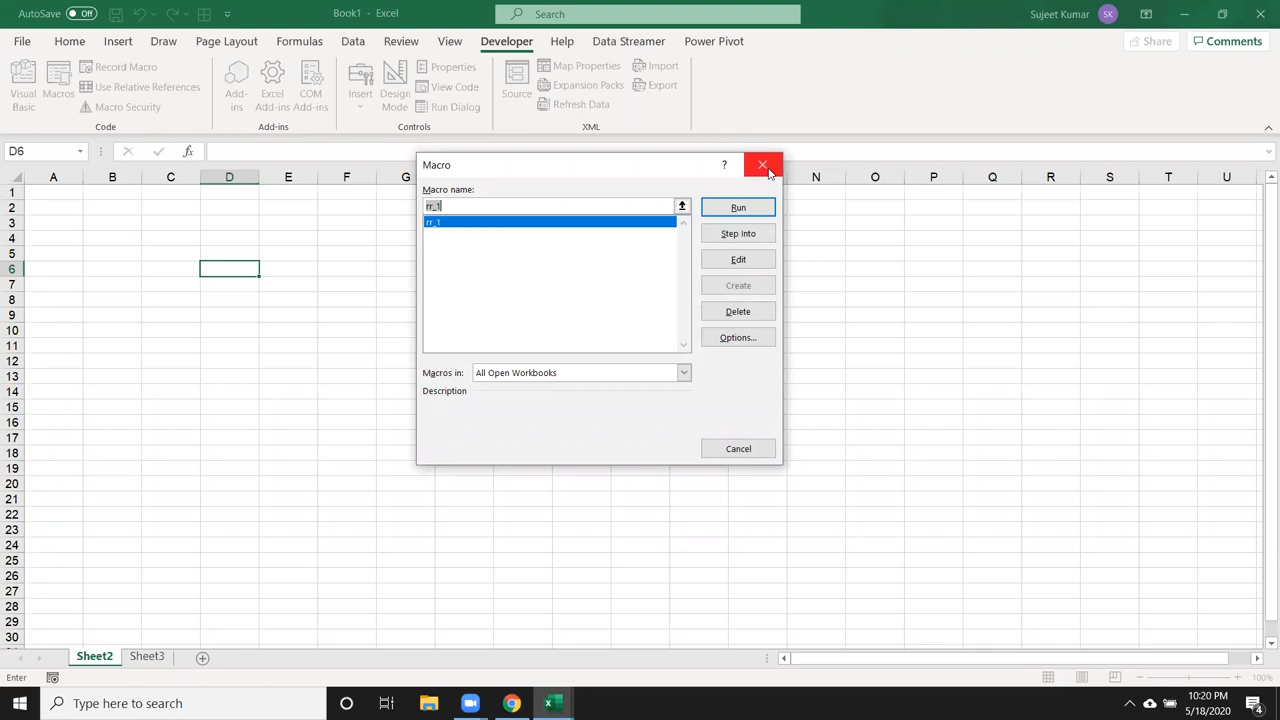 AutoSave Off Book1 - Excel Search Sujeet Kumar SK
File Home Insert Draw Page Layout Formulas Data Review View Developer Help Data Streamer Power Pivot Share Comments
Visual Basic Macros Record Macro Use Relative References Macro Security
Add-ins Excel Add-ins COM Add-ins
Insert Design Mode Properties View Code Run Dialog
Source Map Properties Expansion Packs Refresh Data Import Export
Code Add-ins Controls XML
D6 fx
A B C D E F G N O P Q R S T U
1
2
3
4
5
6
7
8
9
10
11
12
13
14
15
16
17
18
19
20
21
22
23
24
25
26
27
28
29
30
Macro ?
Macro name:
rr_1
rr_1
Run
Step Into
Edit
Create
Delete
Options...
Macros in: All Open Workbooks
Description
Cancel
Sheet2 Sheet3
Enter 100%
Type here to search
10:20 PM
5/18/2020
4